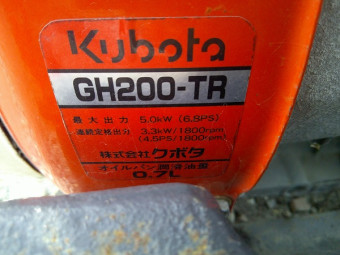 Kubota
GH200-TR
最大出力 5.0kW (6.8PS)
連続定格出力 3.3kW/1800rpm
(4.5PS/1800rpm)
株式会社クボタ
オイルパン潤滑油量
0.7L